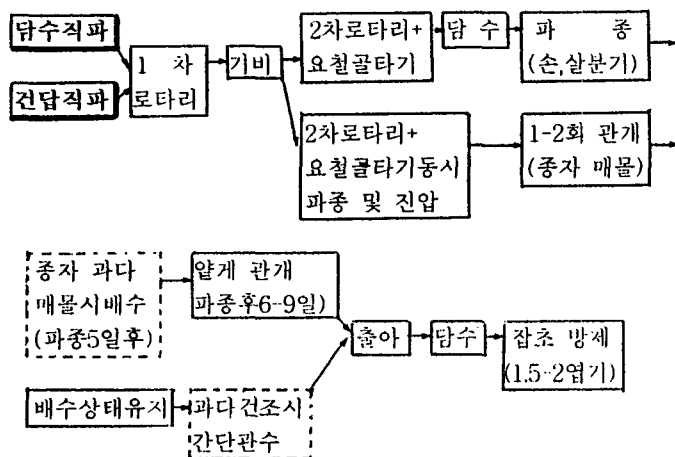 담수직파
건답직파
1 차
로타리
기비
2차로타리+
요철골타기
담 수
파 종
(손,살분기)
2차로타리+
요철골타기동시
파종 및 진압
1-2회 관개
(종자 매몰)
종자 과다
매몰시배수
(파종5일후)
얕게 관개
파종후6-9일)
출아
담수
잡초 방제
(1.5-2엽기)
배수상태유지
과다건조시
간단관수